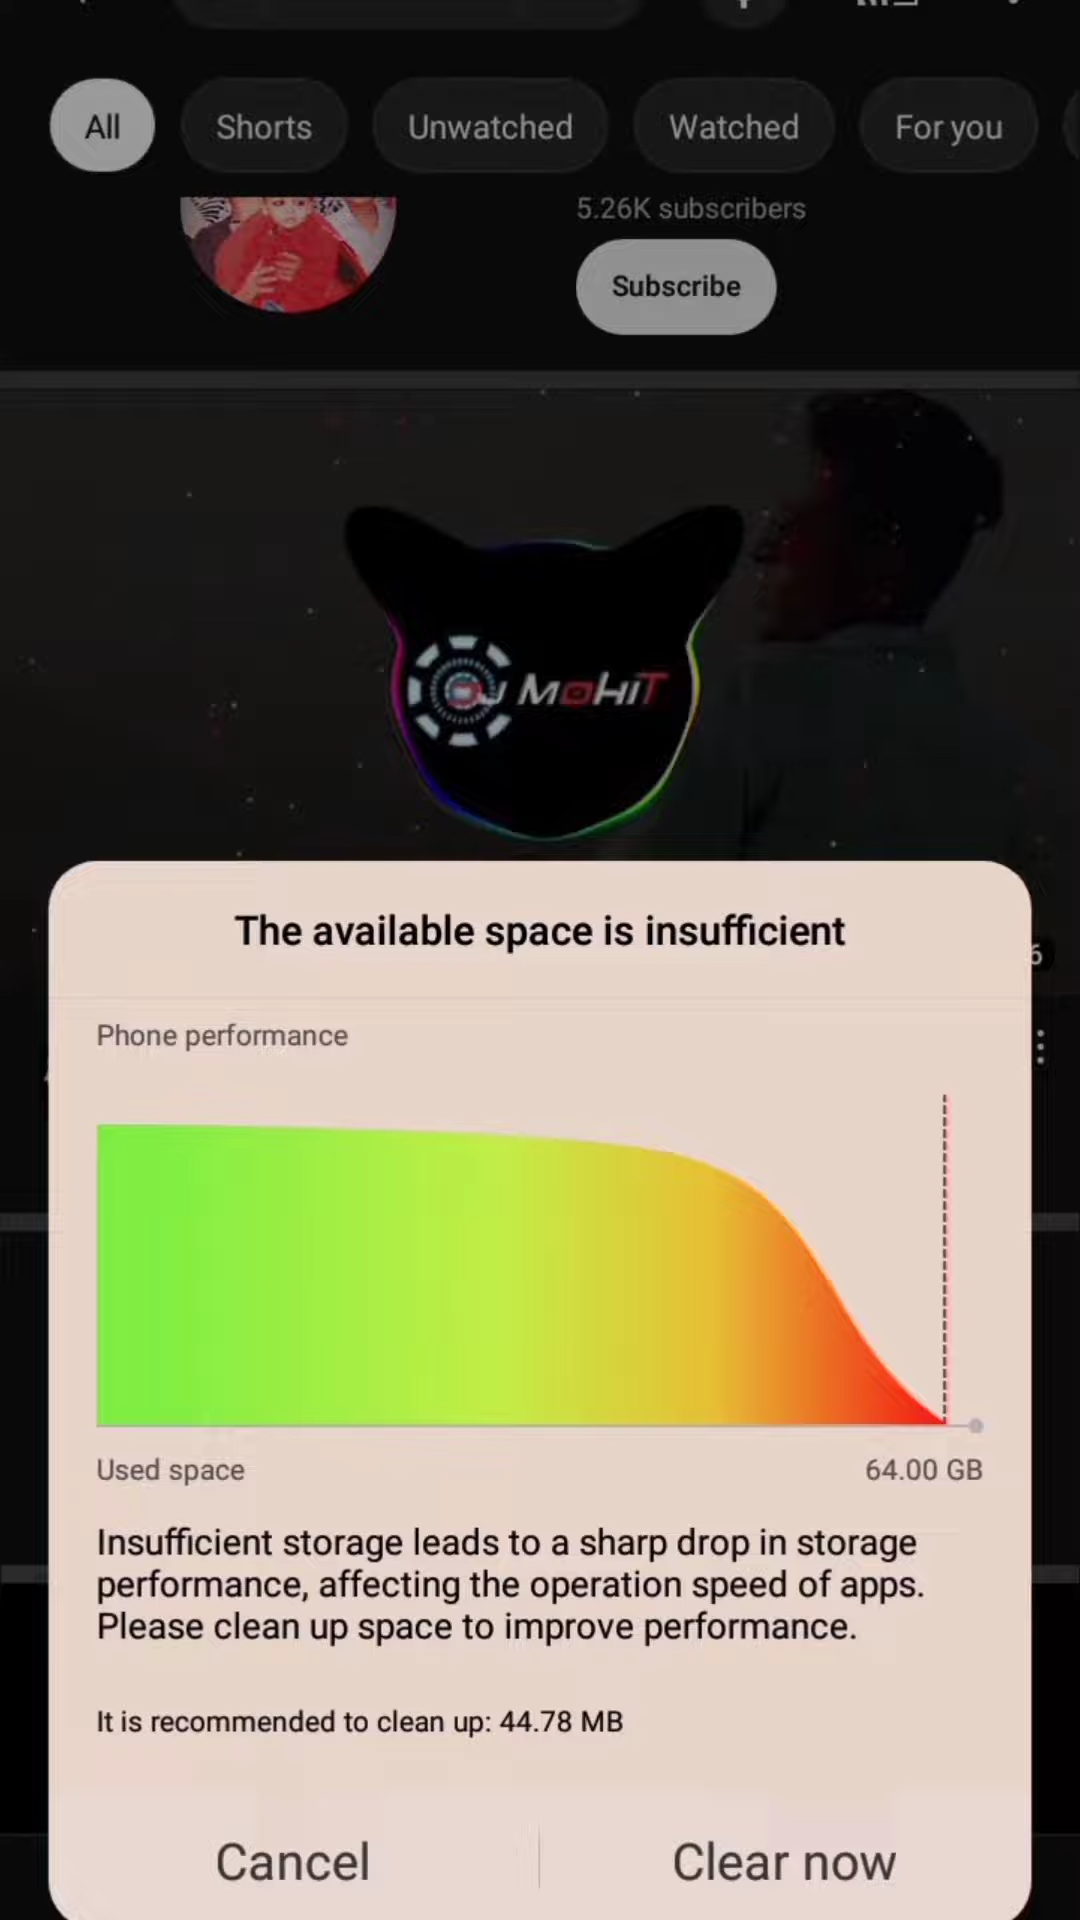 All
Shorts
Unwatched
Watched
For you
5.26K subscribers
Subscribe
DJ MOHIT
6
The available space is insufficient
Phone performance
Used space
64.00 GB
Insufficient storage leads to a sharp drop in storage
performance, affecting the operation speed of apps.
Please clean up space to improve performance.
It is recommended to clean up: 44.78 MB
Cancel
Clear now